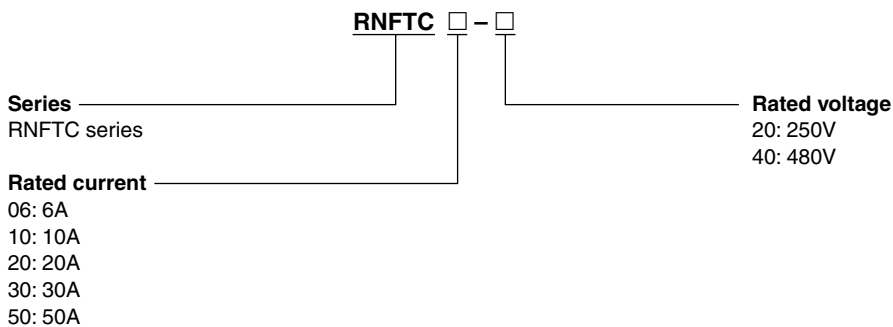 RNFTC □ – □
Series
RNFTC series
Rated current
06: 6A
10: 10A
20: 20A
30: 30A
50: 50A
Rated voltage
20: 250V
40: 480V